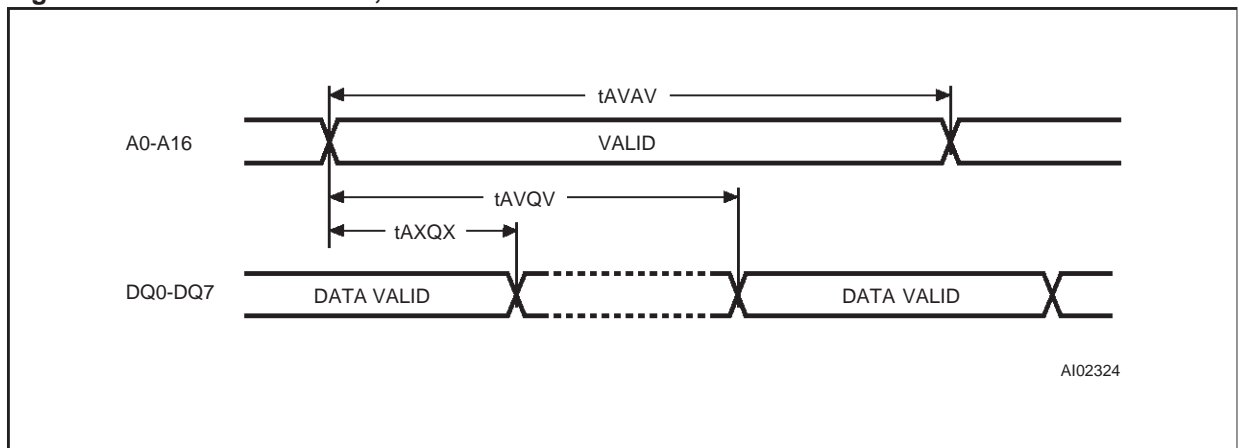 tAVAV
A0-A16
VALID
tAVQV
tAXQX
DQ0-DQ7
DATA VALID
DATA VALID
AI02324